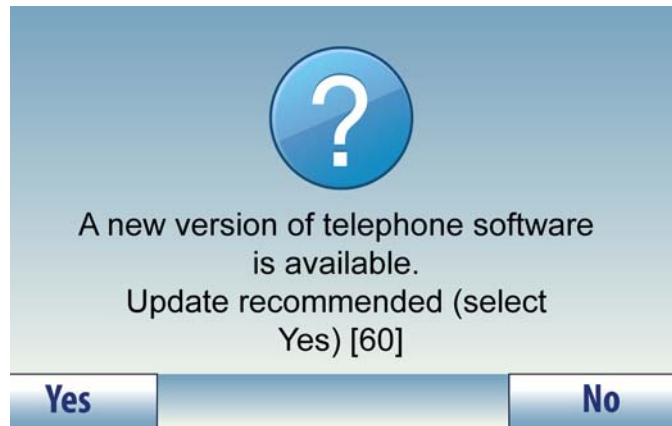 ?
A new version of telephone software
is available.
Update recommended (select
Yes) [60]
Yes No